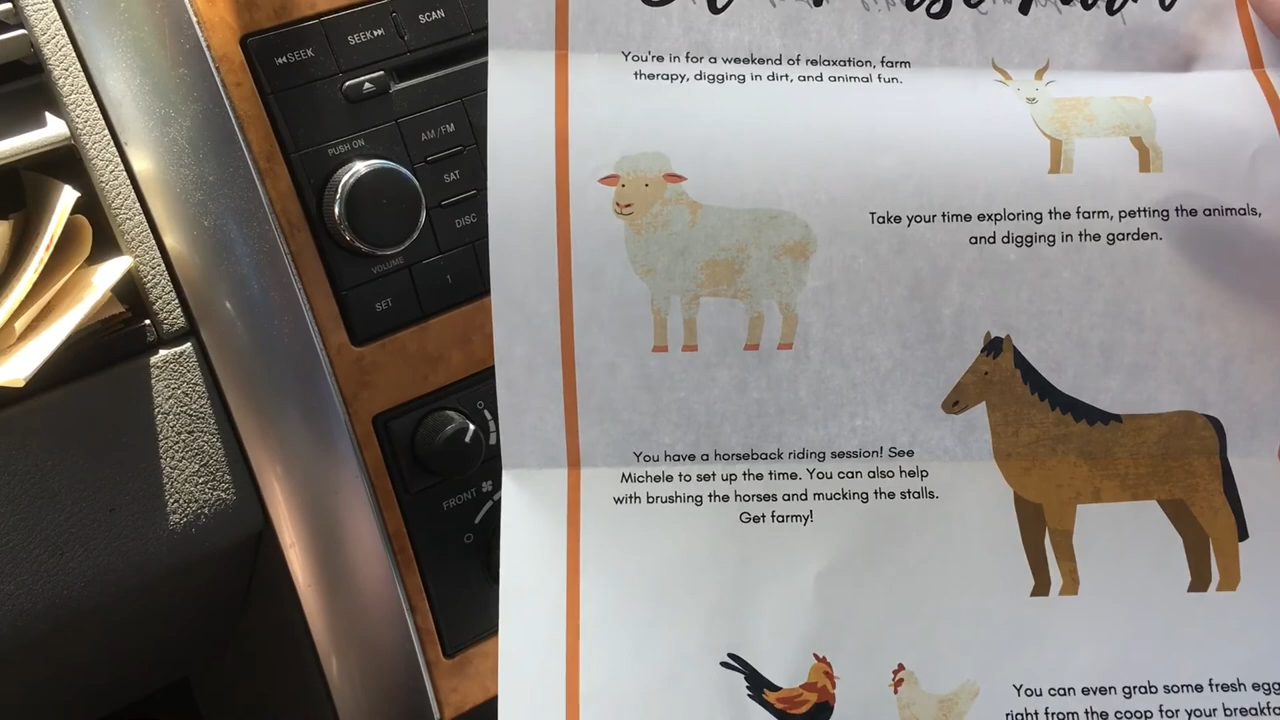 SEEK
SEEK
SCAN
PUSH ON
AM/FM
SAT
DISC
VOLUME
SET
1
FRONT
You're in for a weekend of relaxation, farm
therapy, digging in dirt, and animal fun.
Take your time exploring the farm, petting the animals,
and digging in the garden.
You have a horseback riding session! See
Michele to set up the time. You can also help
with brushing the horses and mucking the stalls.
Get farmy!
You can even grab some fresh egg
right from the coop for your breakfa